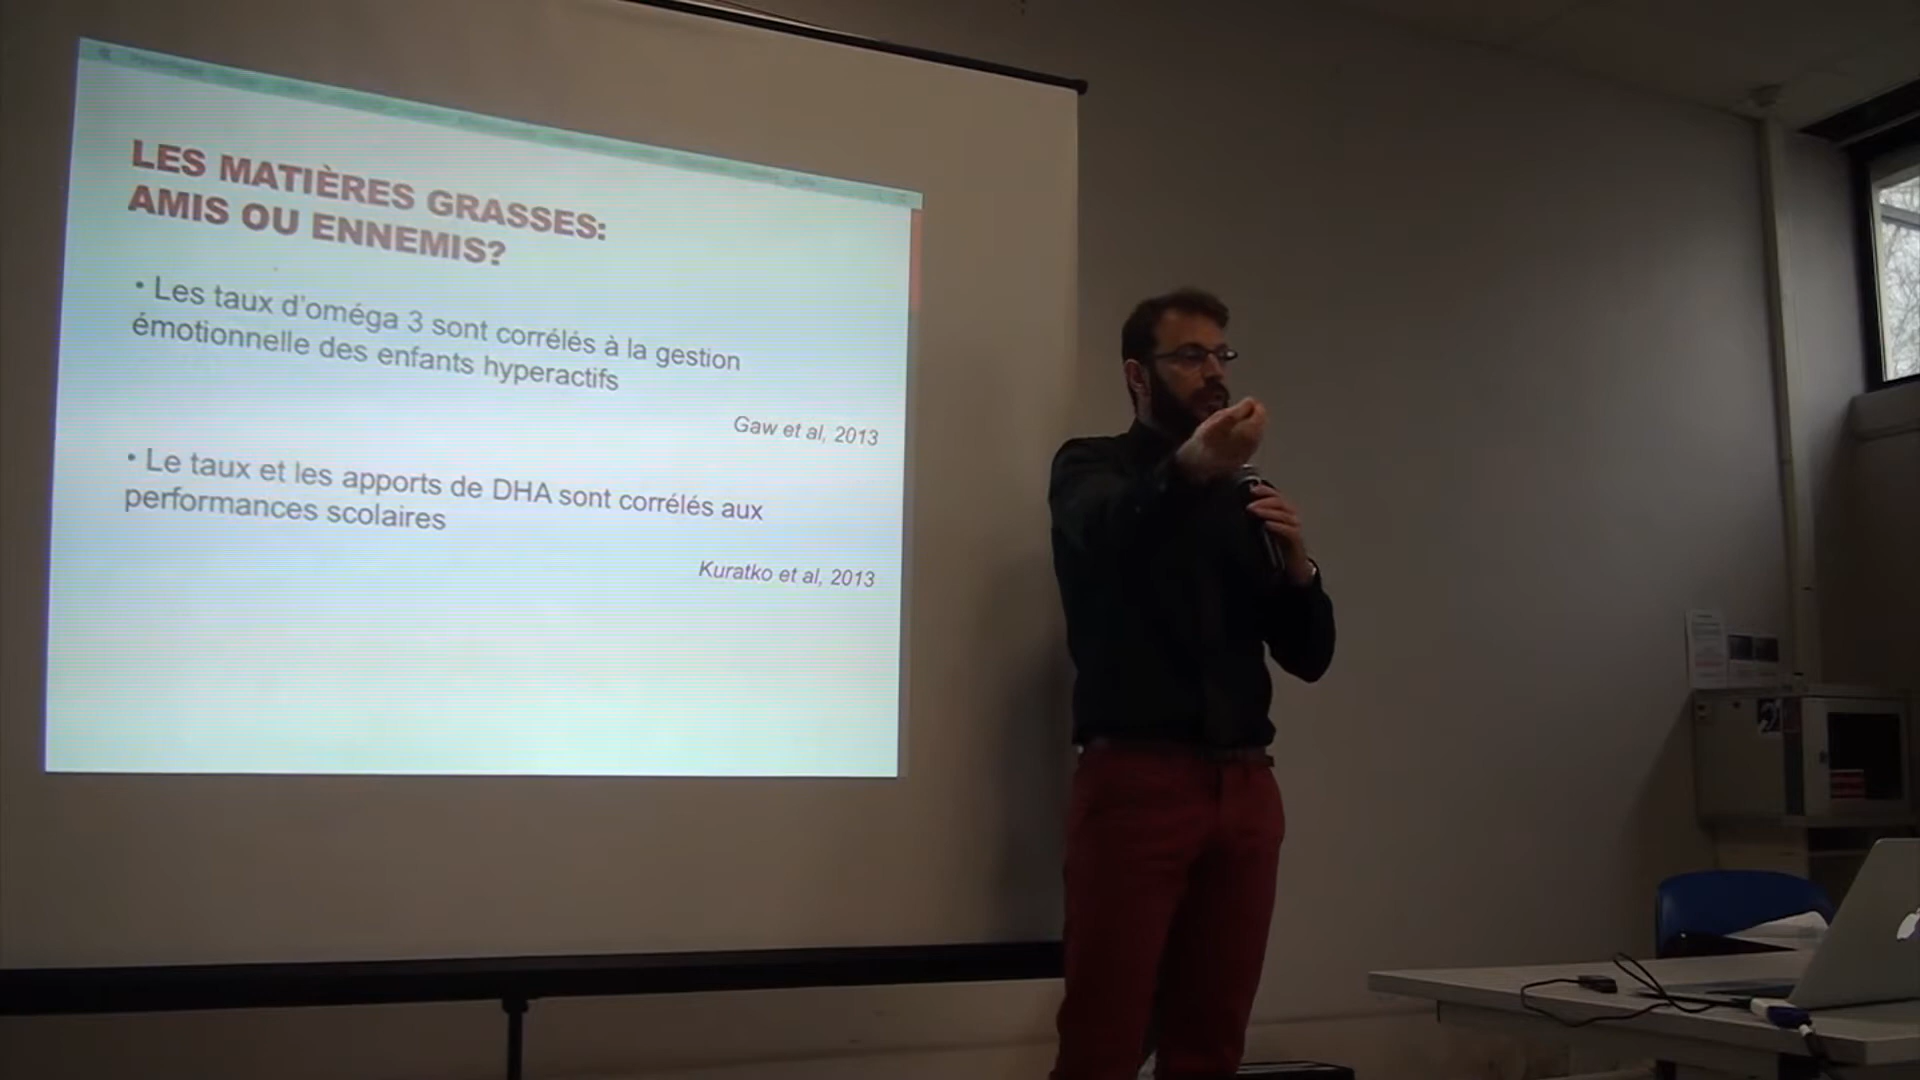 LES MATIÈRES GRASSES:
AMIS OU ENNEMIS?
• Les taux d'oméga 3 sont corrélés à la gestion
émotionnelle des enfants hyperactifs
Gaw et al, 2013
• Le taux et les apports de DHA sont corrélés aux
performances scolaires
Kuratko et al, 2013